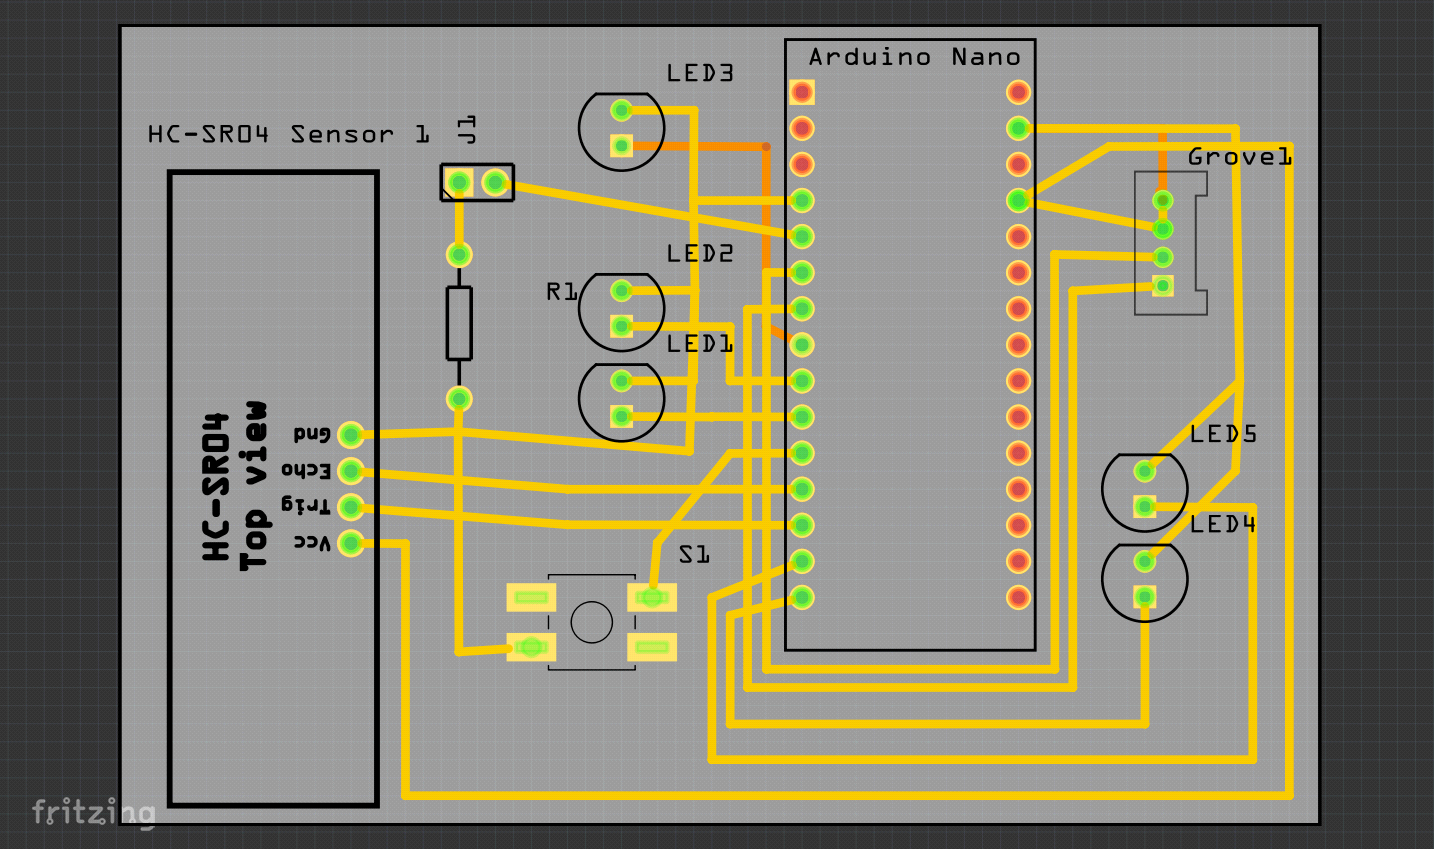 Arduino Nano
LED3
HC-SR04 Sensor 1
J1
Grove1
LED2
R1
LED1
HC-SR04
Top view
Gnd
Echo
Trig
Vcc
LED5
LED4
S1
fritzing